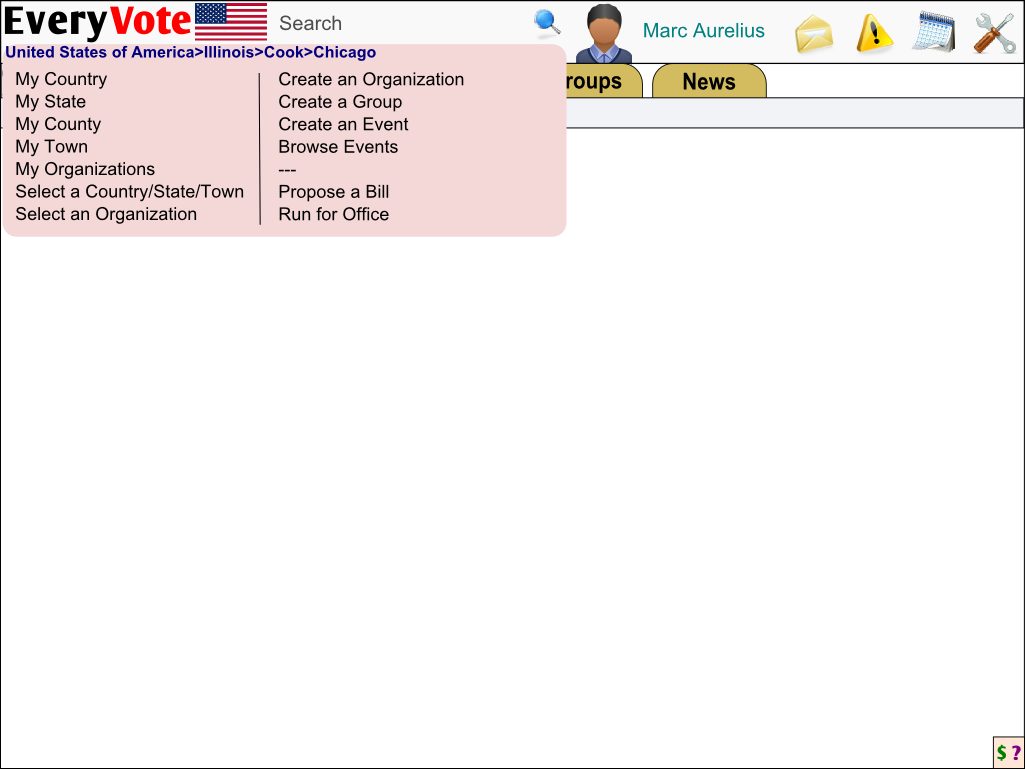 EveryVote
Search
Marc Aurelius
United States of America>Illinois>Cook>Chicago
My Country
My State
My County
My Town
My Organizations
Select a Country/State/Town
Select an Organization
Create an Organization
Create a Group
Create an Event
Browse Events
---
Propose a Bill
Run for Office
roups
News
$ ?